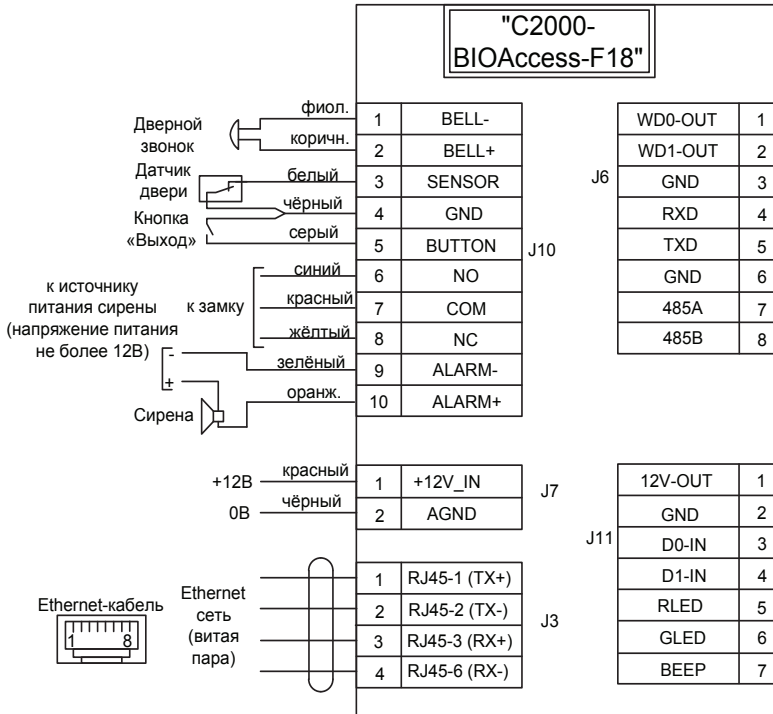 "C2000-
BIOAccess-F18"
Дверной
звонок
фиол.
коричн.
1 BELL-
2 BELL+
Датчик
двери
белый
3 SENSOR
чёрный
4 GND
Кнопка
«Выход»
серый
5 BUTTON
J10
к замку
синий
6 NO
красный
7 COM
жёлтый
8 NC
к источнику
питания сирены
(напряжение питания
не более 12В)
-
+
зелёный
9 ALARM-
Сирена
оранж.
10 ALARM+
J6
WD0-OUT 1
WD1-OUT 2
GND 3
RXD 4
TXD 5
GND 6
485A 7
485B 8
+12В красный 1 +12V_IN
0В чёрный 2 AGND
J7
J11
12V-OUT 1
GND 2
D0-IN 3
D1-IN 4
RLED 5
GLED 6
BEEP 7
Ethernet-кабель
1 8
Ethernet
сеть
(витая
пара)
1 RJ45-1 (TX+)
2 RJ45-2 (TX-)
3 RJ45-3 (RX+)
4 RJ45-6 (RX-)
J3